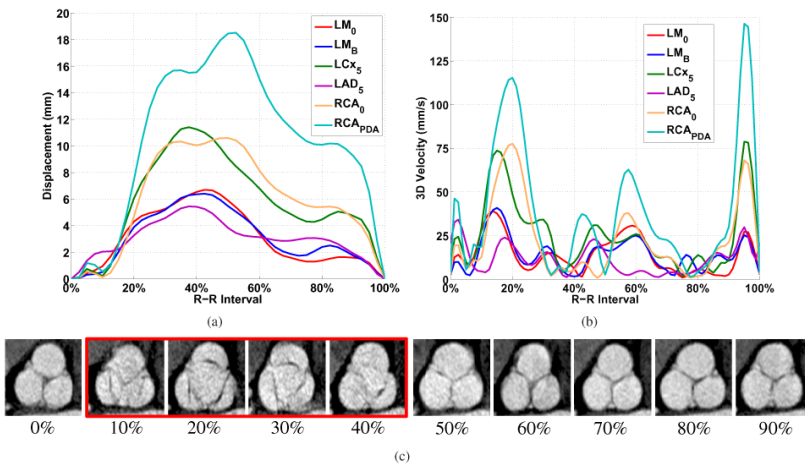 20
18
16
14
12
10
8
6
4
2
0
Displacement (mm)
0% 20% 40% 60% 80% 100%
R−R Interval
LM0
LMB
LCx5
LAD5
RCA0
RCAPDA
(a)
150
125
100
75
50
25
0
3D Velocity (mm/s)
0% 20% 40% 60% 80% 100%
R−R Interval
LM0
LMB
LCx5
LAD5
RCA0
RCAPDA
(b)
0% 10% 20% 30% 40% 50% 60% 70% 80% 90%
(c)